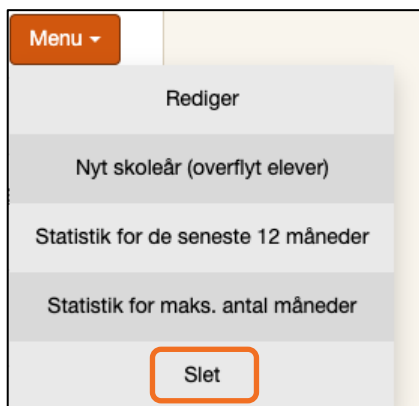 Menu
Rediger
Nyt skoleår (overflyt elever)
Statistik for de seneste 12 måneder
Statistik for maks. antal måneder
Slet